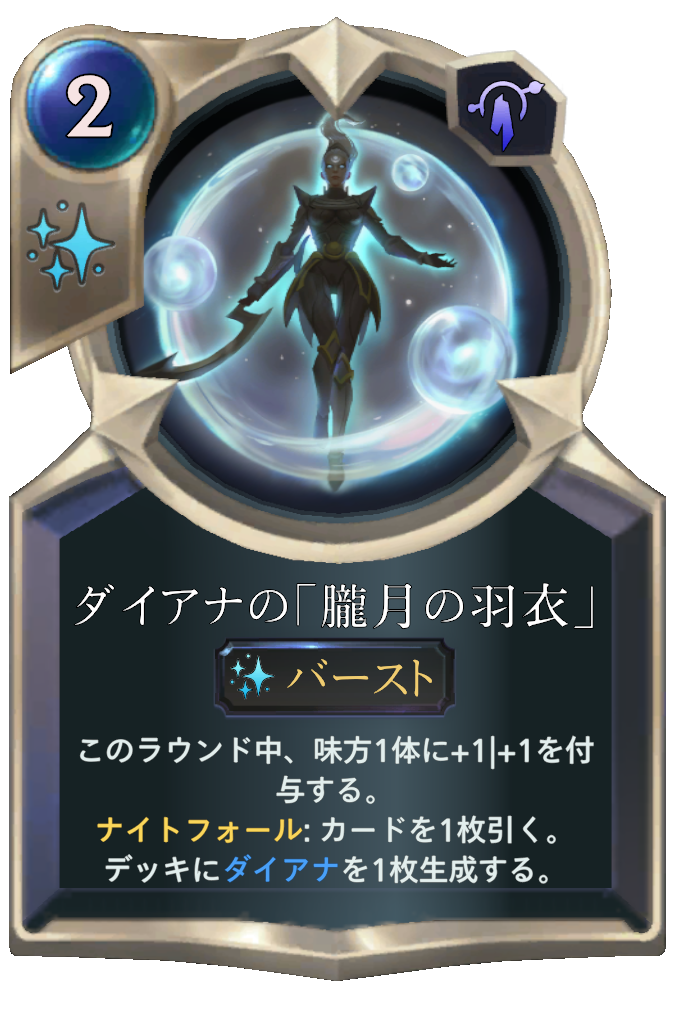 2
ダイアナの「朧月の羽衣」
バースト
このラウンド中、味方1体に+1|+1を付
与する。
ナイトフォール: カードを1枚引く。
デッキにダイアナを1枚生成する。